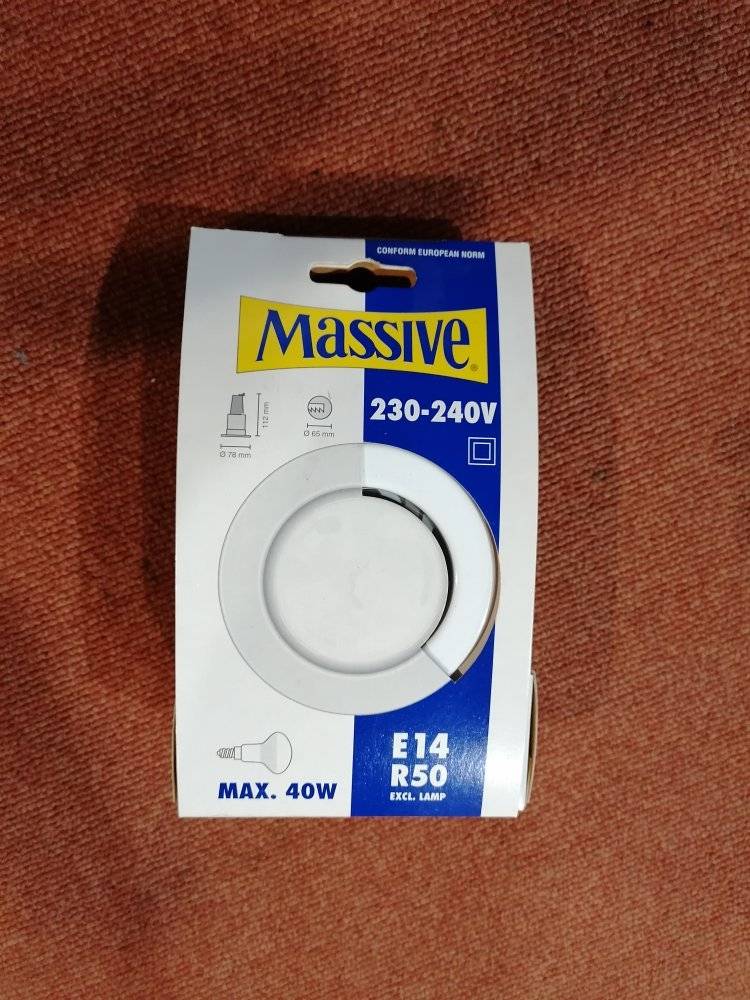 CONFORM EUROPEAN NORM
Massive®
230-240V
112 mm
Ø 65 mm
Ø 78 mm
E14
R50
EXCL. LAMP
MAX. 40W